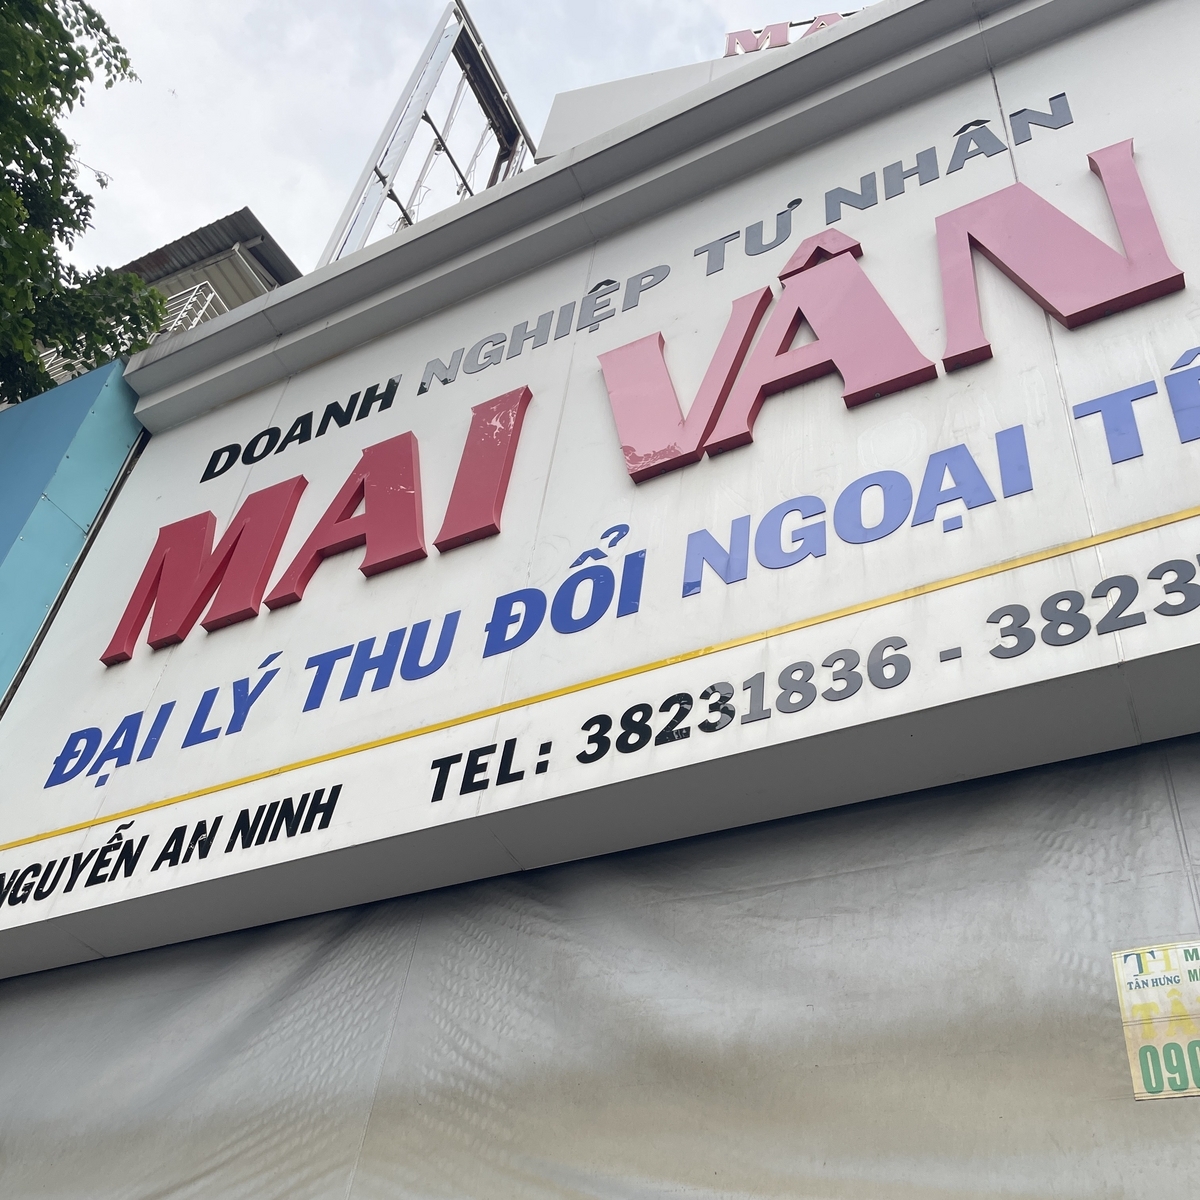 DOANH NGHIỆP TƯ NHÂN
MAI VÂN
ĐẠI LÝ THU ĐỔI NGOẠI TỆ
NGUYỄN AN NINH TEL: 38231836 - 3823
TH
TÂN HƯNG
090